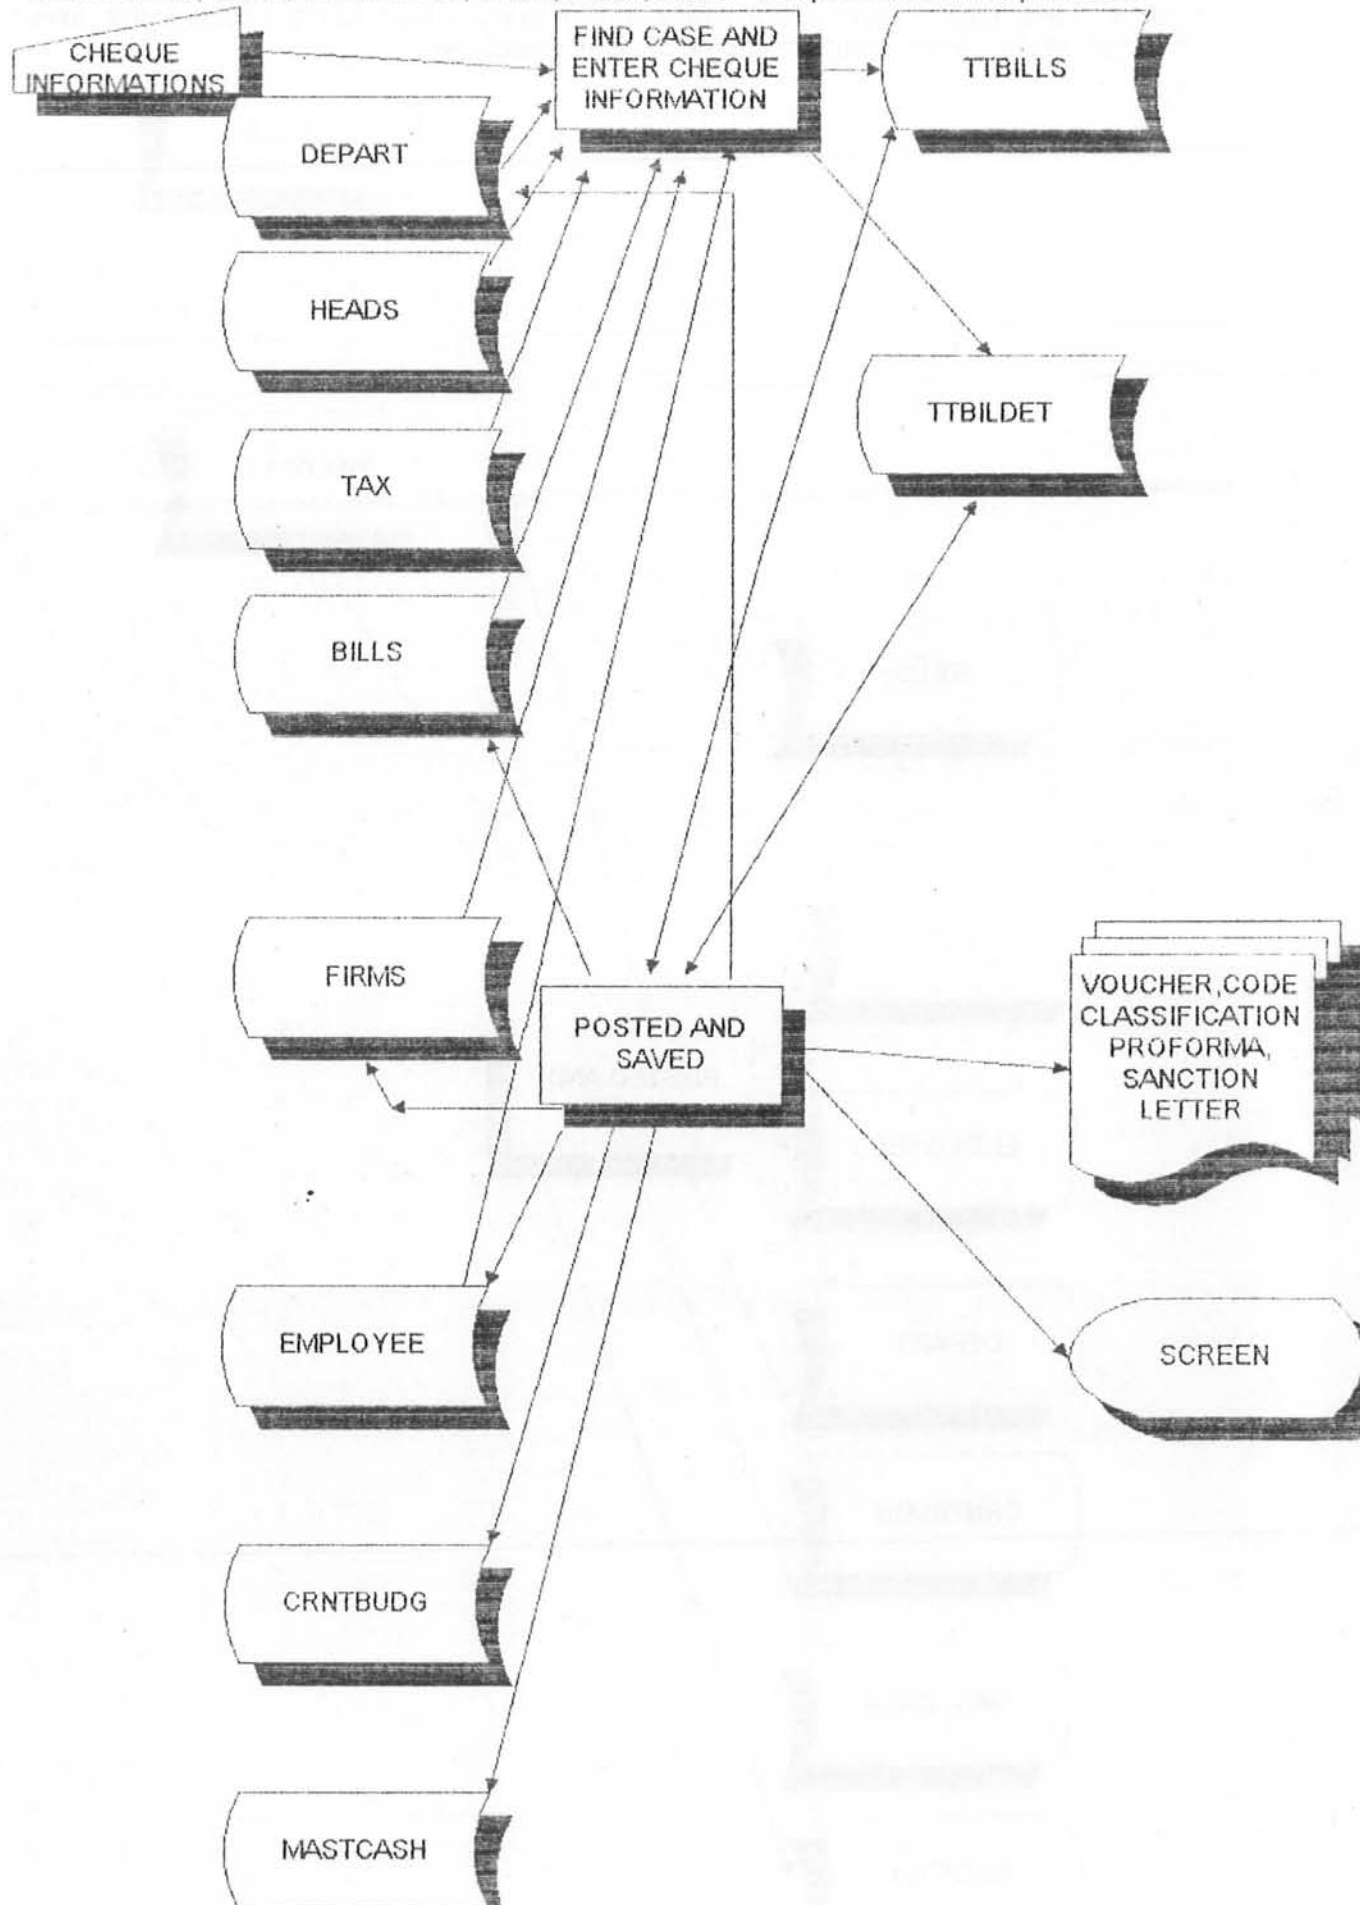 CHEQUE
INFORMATIONS
FIND CASE AND
ENTER CHEQUE
INFORMATION
TTBILLS
DEPART
HEADS
TTBILDET
TAX
BILLS
FIRMS
POSTED AND
SAVED
VOUCHER,CODE
CLASSIFICATION
PROFORMA,
SANCTION
LETTER
EMPLOYEE
SCREEN
CRNTBUDG
MASTCASH